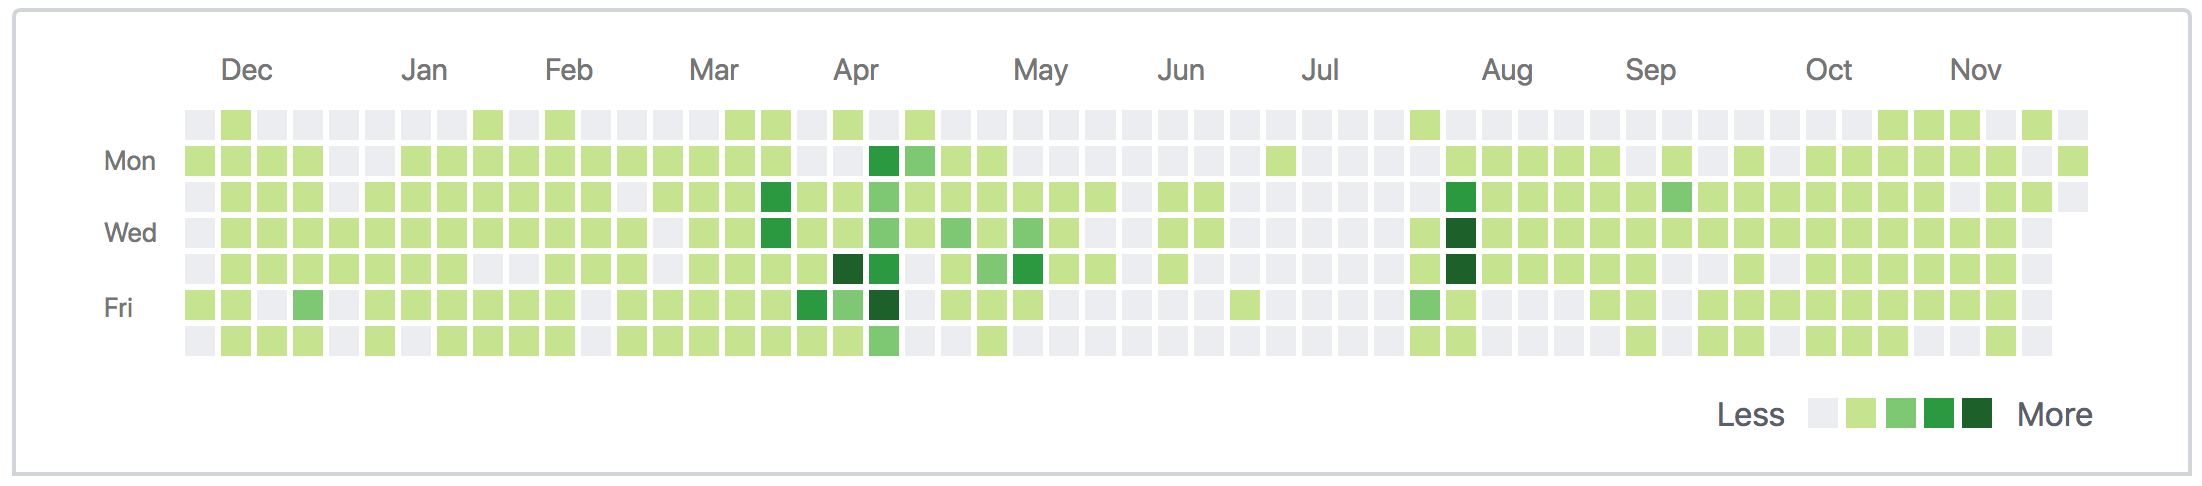 Dec Jan Feb Mar Apr May Jun Jul Aug Sep Oct Nov
Mon
Wed
Fri
Less More